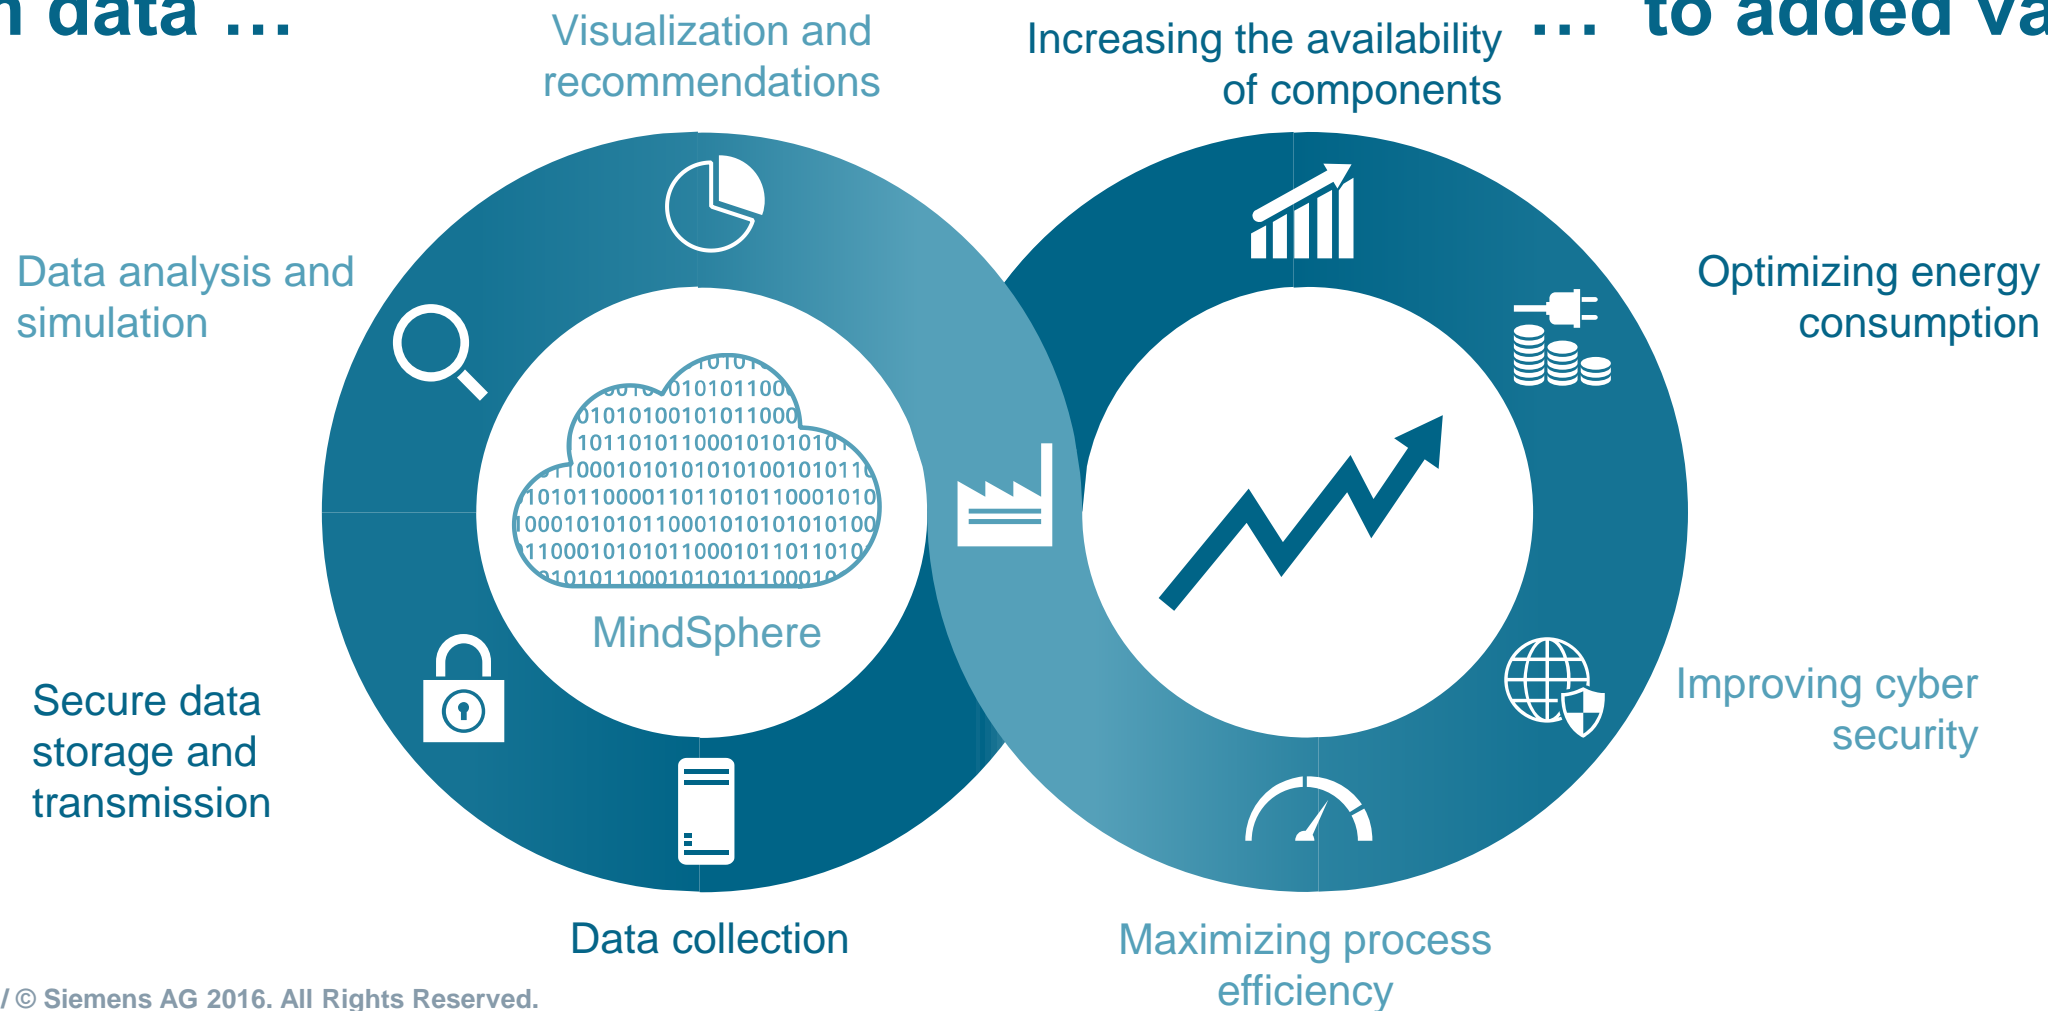 data …
… to added
Visualization and
recommendations
Increasing the availability
of components
Data analysis and
simulation
Optimizing energy
consumption
MindSphere
Secure data
storage and
transmission
Improving cyber
security
Data collection
Maximizing process
efficiency
/ © Siemens AG 2016. All Rights Reserved.